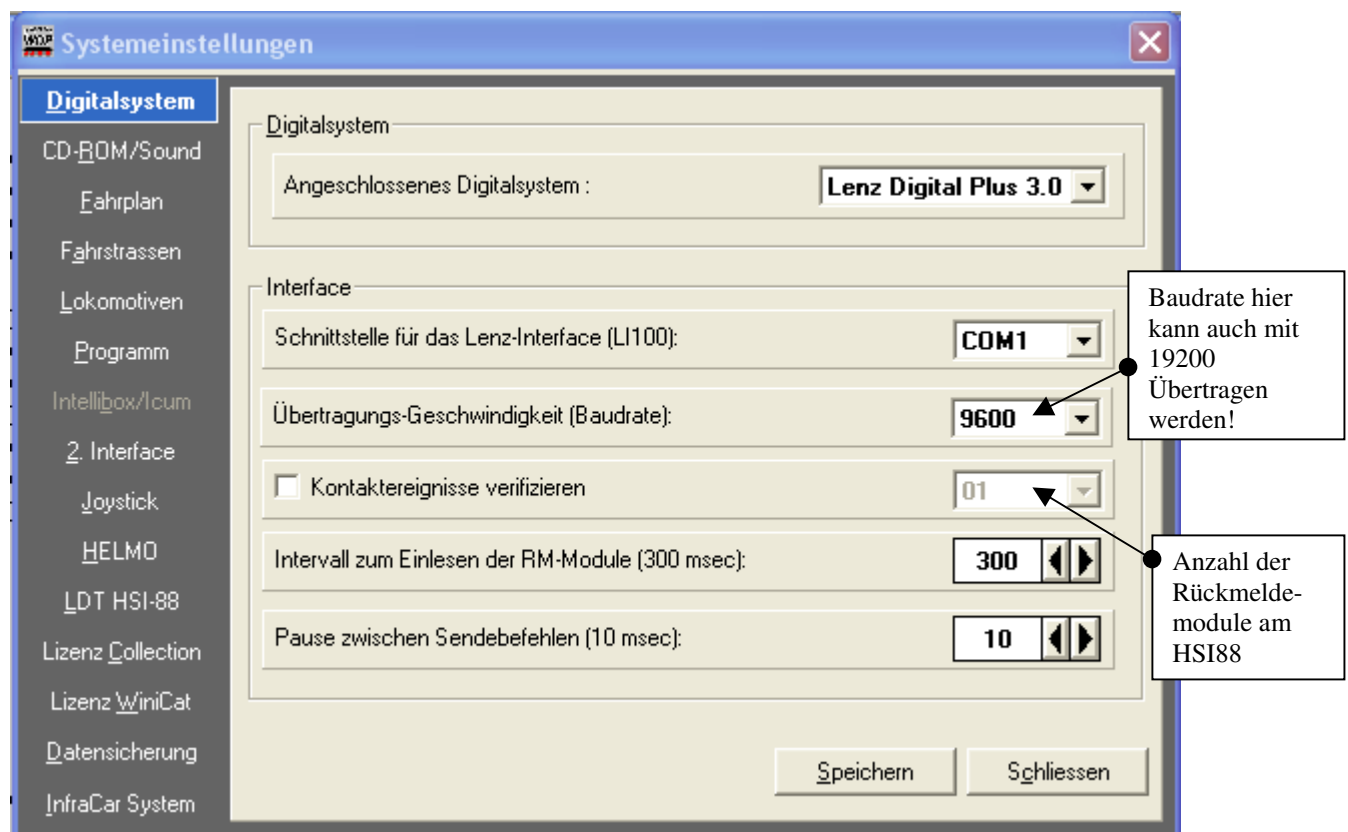 WDP Systemeinstellungen
Digitalsystem
CD-ROM/Sound
Fahrplan
Fahrstrassen
Lokomotiven
Programm
Intellibox/Icum
2. Interface
Joystick
HELMO
LDT HSI-88
Lizenz Collection
Lizenz WiniCat
Datensicherung
InfraCar System
Digitalsystem
Angeschlossenes Digitalsystem :
Lenz Digital Plus 3.0
Interface
Schnittstelle für das Lenz-Interface (LI100):
COM1
Übertragungs-Geschwindigkeit (Baudrate):
9600
Kontaktereignisse verifizieren
01
Intervall zum Einlesen der RM-Module (300 msec):
300
Pause zwischen Sendebefehlen (10 msec):
10
Speichern
Schliessen
Baudrate hier
kann auch mit
19200
Übertragen
werden!
Anzahl der
Rückmelde-
module am
HSI88